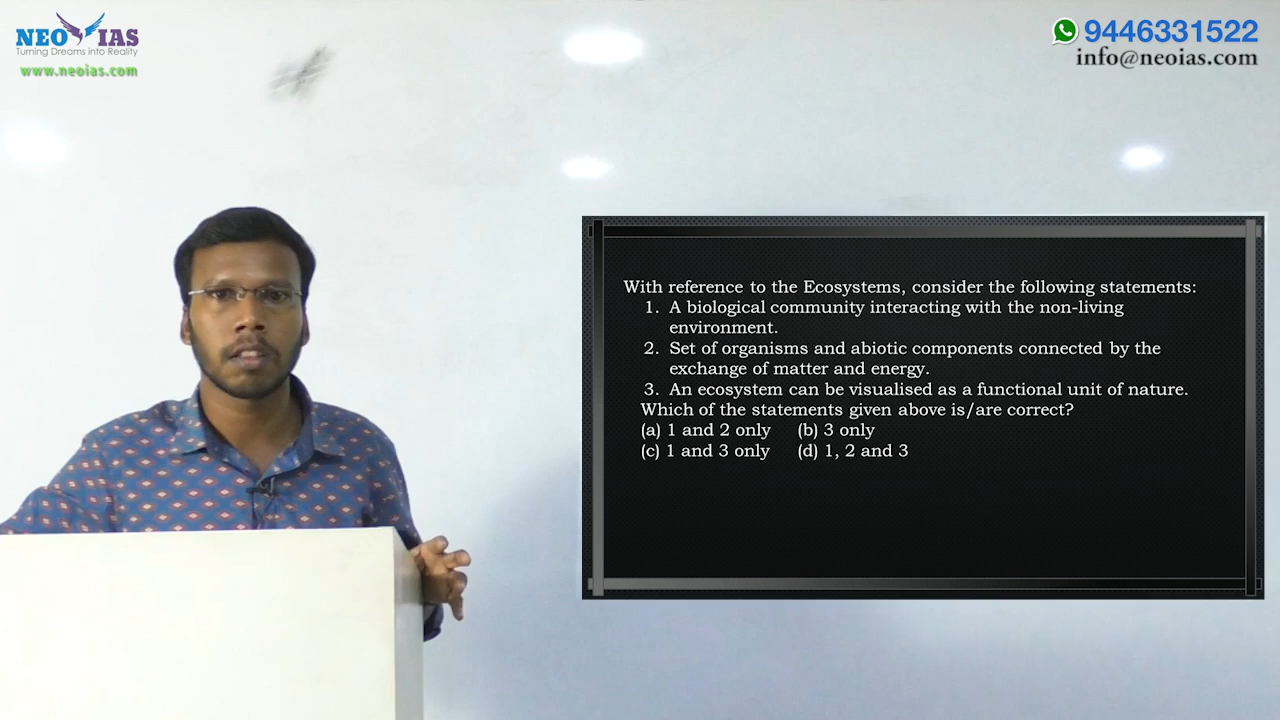 NEO IAS
Turning Dreams into Reality
www.neoias.com
9446331522
info@neoias.com
With reference to the Ecosystems, consider the following statements:
1. A biological community interacting with the non-living
environment.
2. Set of organisms and abiotic components connected by the
exchange of matter and energy.
3. An ecosystem can be visualised as a functional unit of nature.
Which of the statements given above is/are correct?
(a) 1 and 2 only (b) 3 only
(c) 1 and 3 only (d) 1, 2 and 3